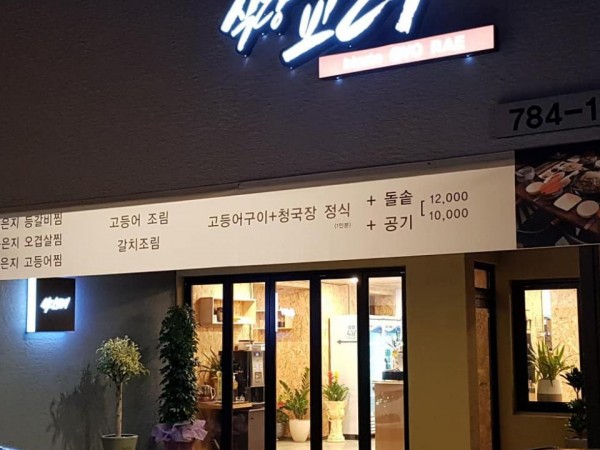 784-1
은지 등갈비찜
은지 오겹살찜
은지 고등어찜
고등어 조림
갈치조림
고등어구이+청국장 정식
(1인분)
+ 돌솥 [ 12,000
+ 공기 [ 10,000